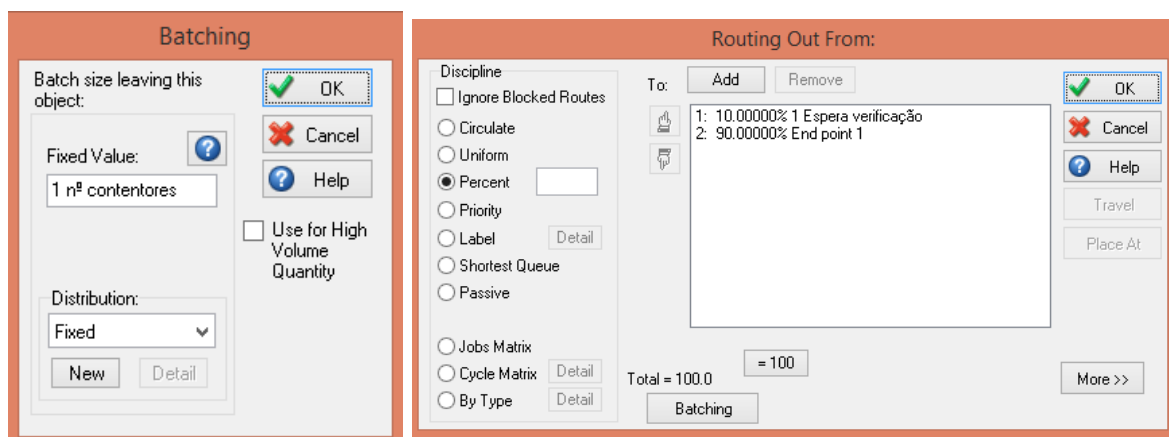 Batching
Batch size leaving this
object:
OK
Cancel
Help
Fixed Value:
1 nº contentores
Use for High
Volume
Quantity
Distribution:
Fixed
New
Detail
Routing Out From:
Discipline
Ignore Blocked Routes
Circulate
Uniform
Percent
Priority
Label
Detail
Shortest Queue
Passive
Jobs Matrix
Cycle Matrix
Detail
By Type
Detail
To:
Add
Remove
1: 10.00000% 1 Espera verificação
2: 90.00000% End point 1
Total = 100.0
= 100
Batching
OK
Cancel
Help
Travel
Place At
More >>